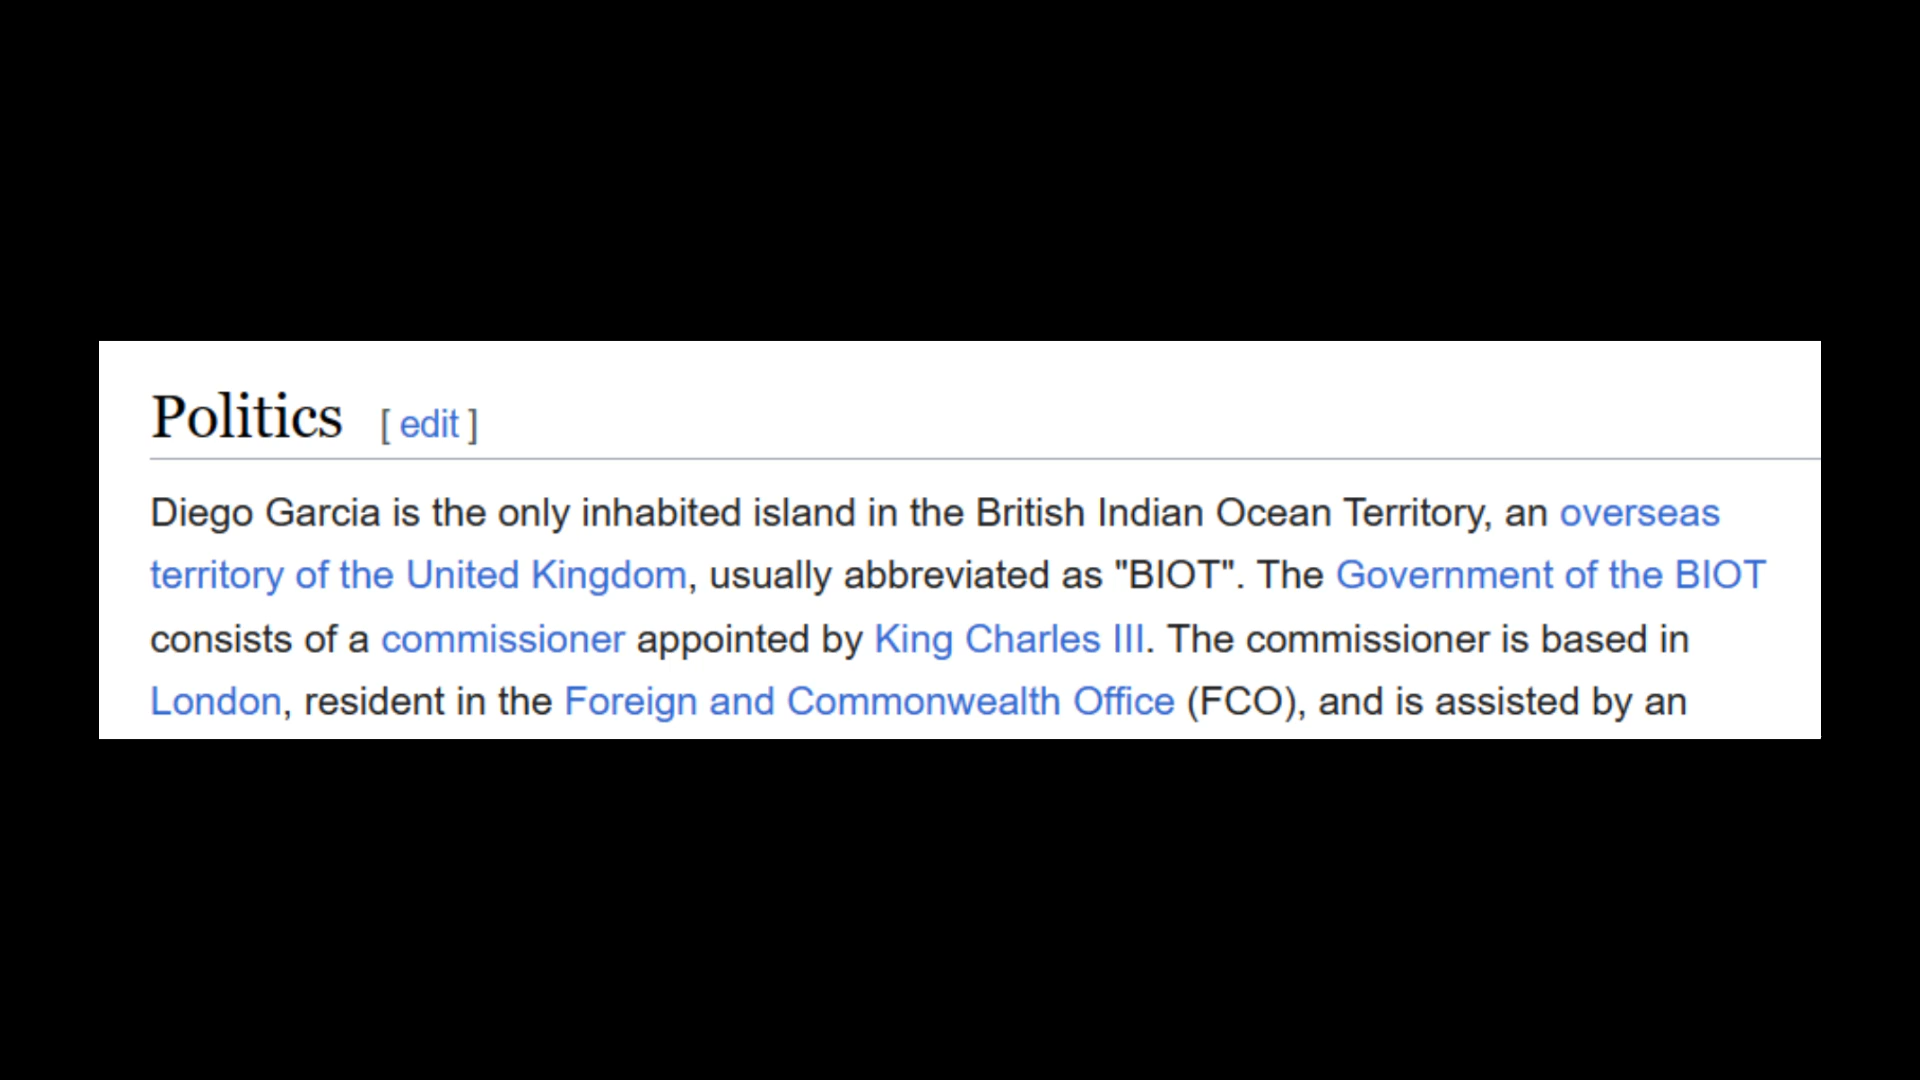 Politics [ edit ]
Diego Garcia is the only inhabited island in the British Indian Ocean Territory, an overseas
territory of the United Kingdom, usually abbreviated as "BIOT". The Government of the BIOT
consists of a commissioner appointed by King Charles III. The commissioner is based in
London, resident in the Foreign and Commonwealth Office (FCO), and is assisted by an